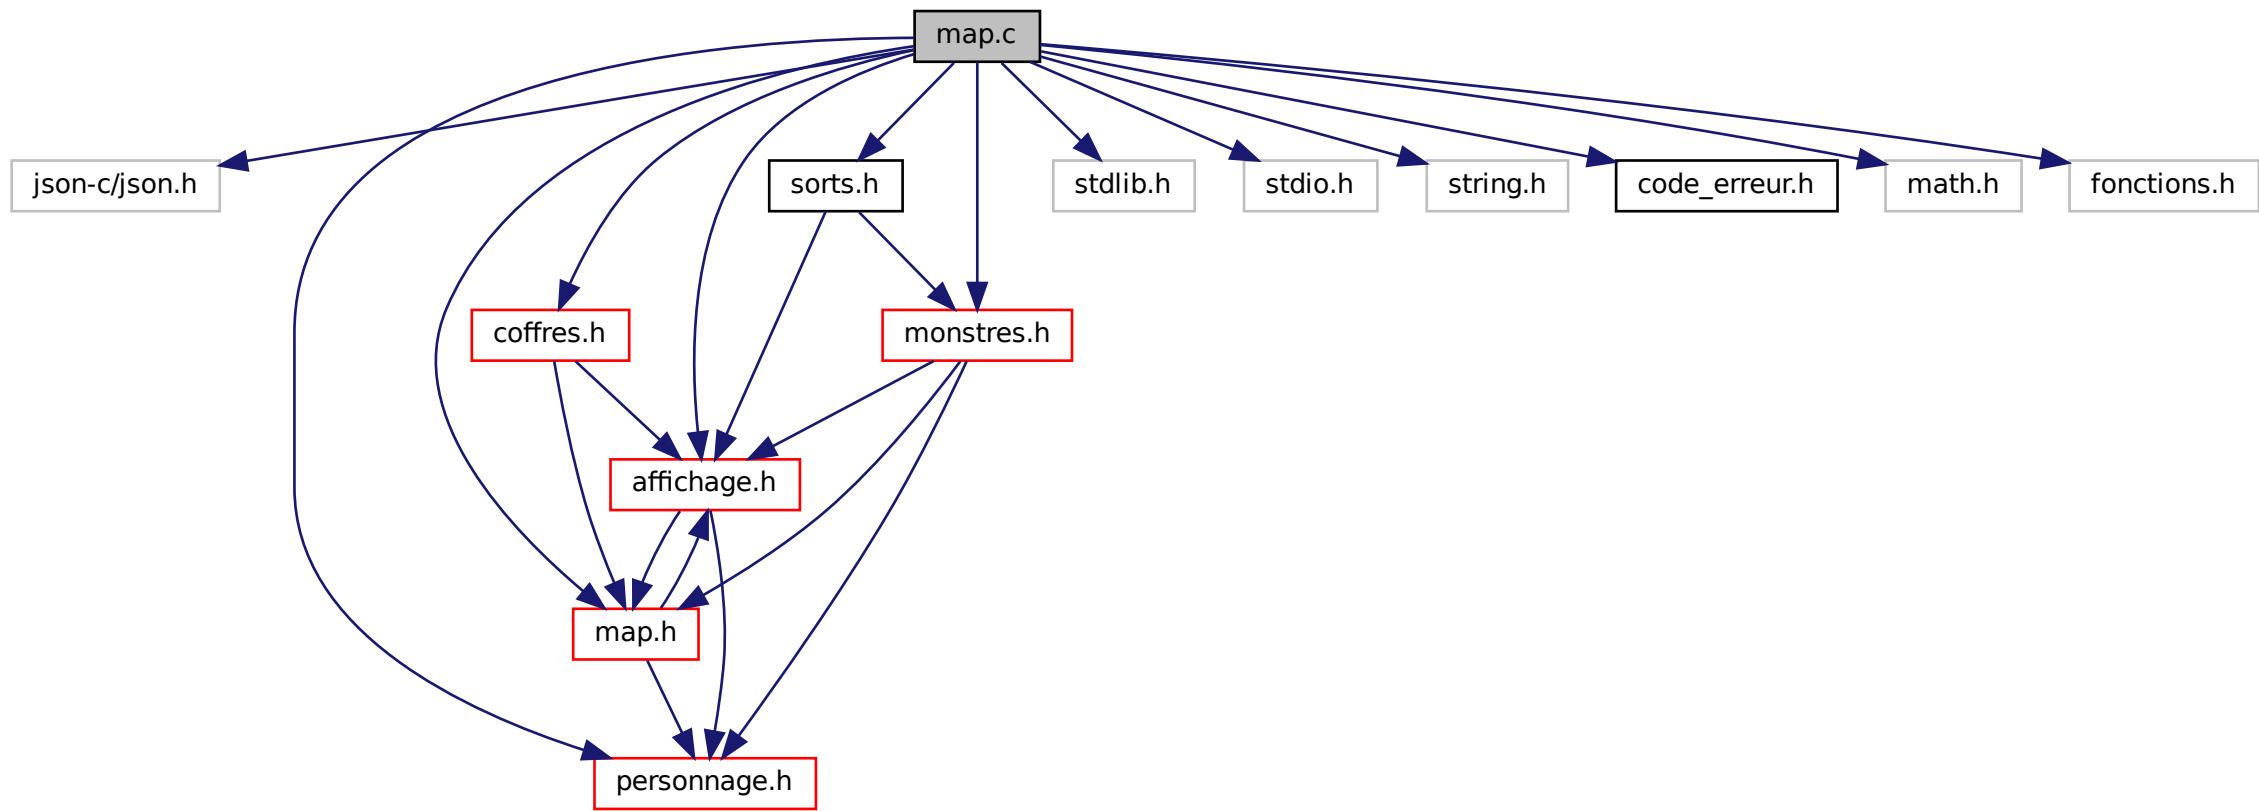 map.c
json-c/json.h
sorts.h
stdlib.h
stdio.h
string.h
code_erreur.h
math.h
fonctions.h
coffres.h
monstres.h
affichage.h
map.h
personnage.h